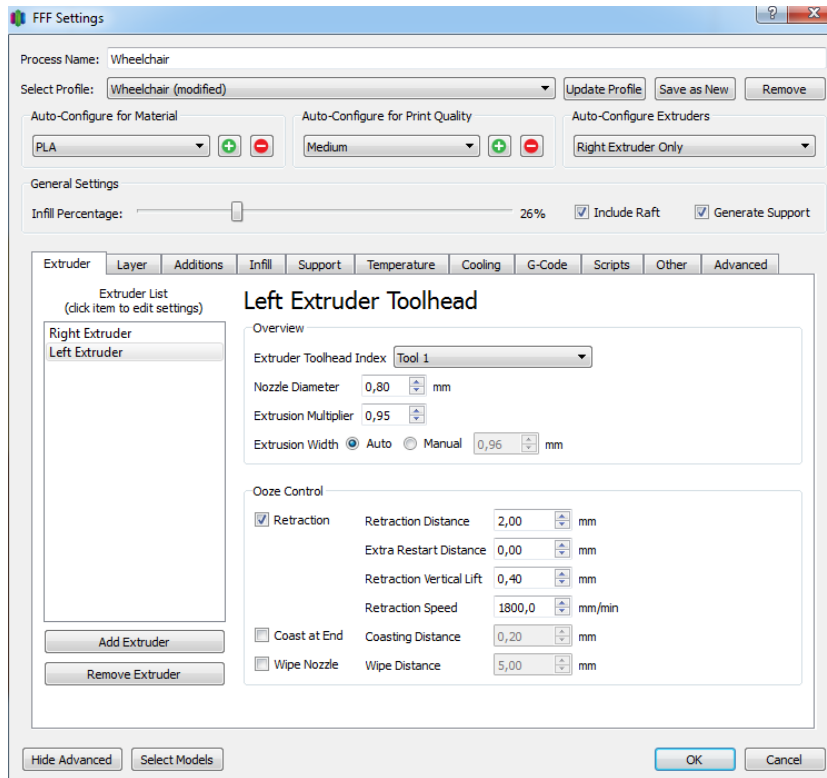 FFF Settings
Process Name: Wheelchair
Select Profile: Wheelchair (modified) Update Profile Save as New Remove
Auto-Configure for Material Auto-Configure for Print Quality Auto-Configure Extruders
PLA Medium Right Extruder Only
General Settings
Infill Percentage: 26% Include Raft Generate Support
Extruder Layer Additions Infill Support Temperature Cooling G-Code Scripts Other Advanced
Extruder List
(click item to edit settings)
Right Extruder
Left Extruder
Add Extruder
Remove Extruder
Left Extruder Toolhead
Overview
Extruder Toolhead Index Tool 1
Nozzle Diameter 0,80 mm
Extrusion Multiplier 0,95
Extrusion Width Auto Manual 0,96 mm
Ooze Control
Retraction Retraction Distance 2,00 mm
Extra Restart Distance 0,00 mm
Retraction Vertical Lift 0,40 mm
Retraction Speed 1800,0 mm/min
Coast at End Coasting Distance 0,20 mm
Wipe Nozzle Wipe Distance 5,00 mm
Hide Advanced Select Models OK Cancel